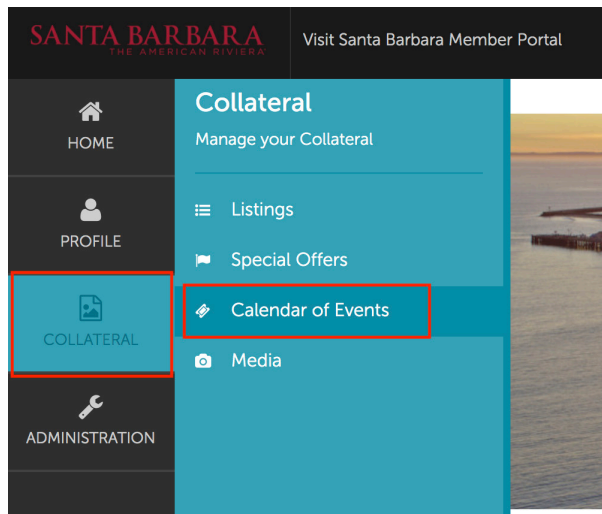 SANTA BARBARA
THE AMERICAN RIVIERA
Visit Santa Barbara Member Portal
HOME
PROFILE
COLLATERAL
ADMINISTRATION
Collateral
Manage your Collateral
Listings
Special Offers
Calendar of Events
Media